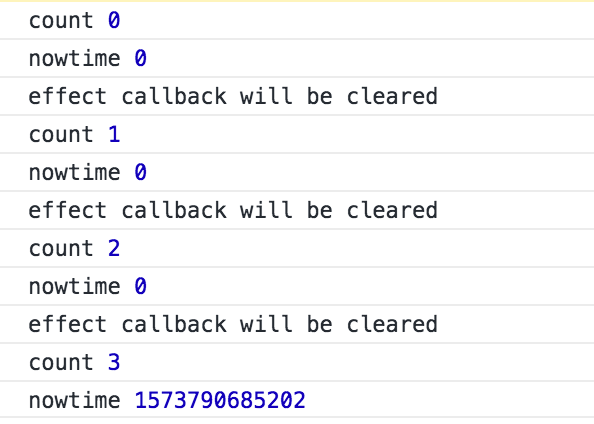 count 0
nowtime 0
effect callback will be cleared
count 1
nowtime 0
effect callback will be cleared
count 2
nowtime 0
effect callback will be cleared
count 3
nowtime 1573790685202